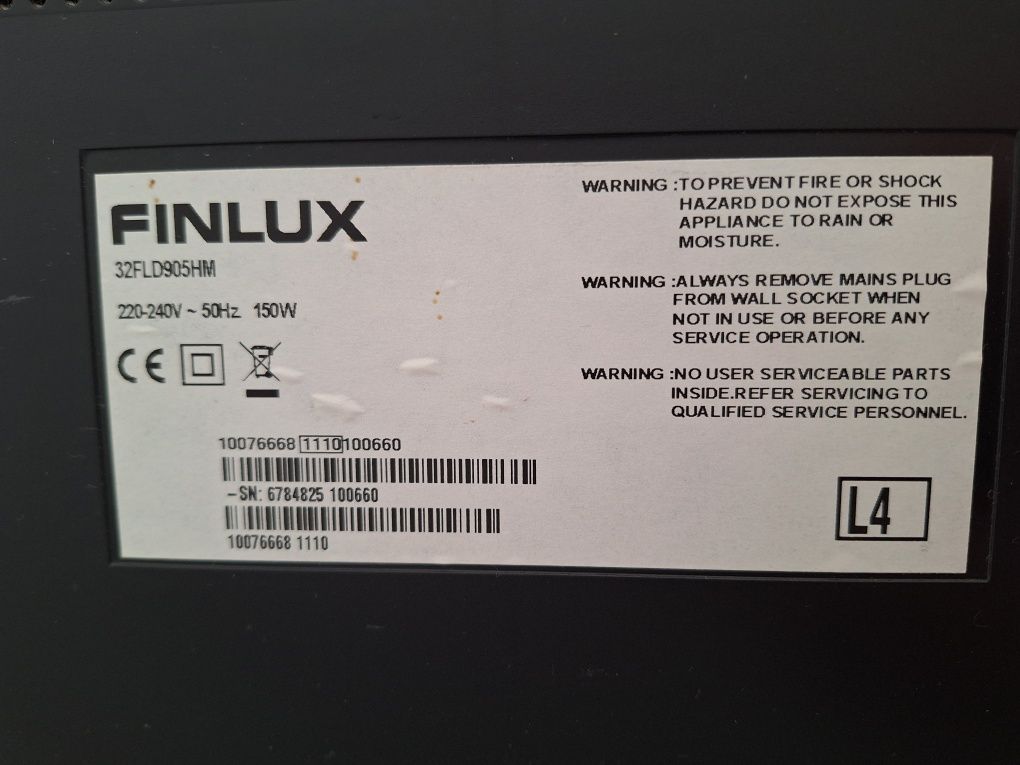 FINLUX
32FLD905HM
220-240V ~ 50Hz 150W
CE
10076668 1110 100660
-SN: 6784825 100660
10076668 1110
WARNING :TO PREVENT FIRE OR SHOCK
HAZARD DO NOT EXPOSE THIS
APPLIANCE TO RAIN OR
MOISTURE.
WARNING :ALWAYS REMOVE MAINS PLUG
FROM WALL SOCKET WHEN
NOT IN USE OR BEFORE ANY
SERVICE OPERATION.
WARNING :NO USER SERVICEABLE PARTS
INSIDE.REFER SERVICING TO
QUALIFIED SERVICE PERSONNEL.
L4